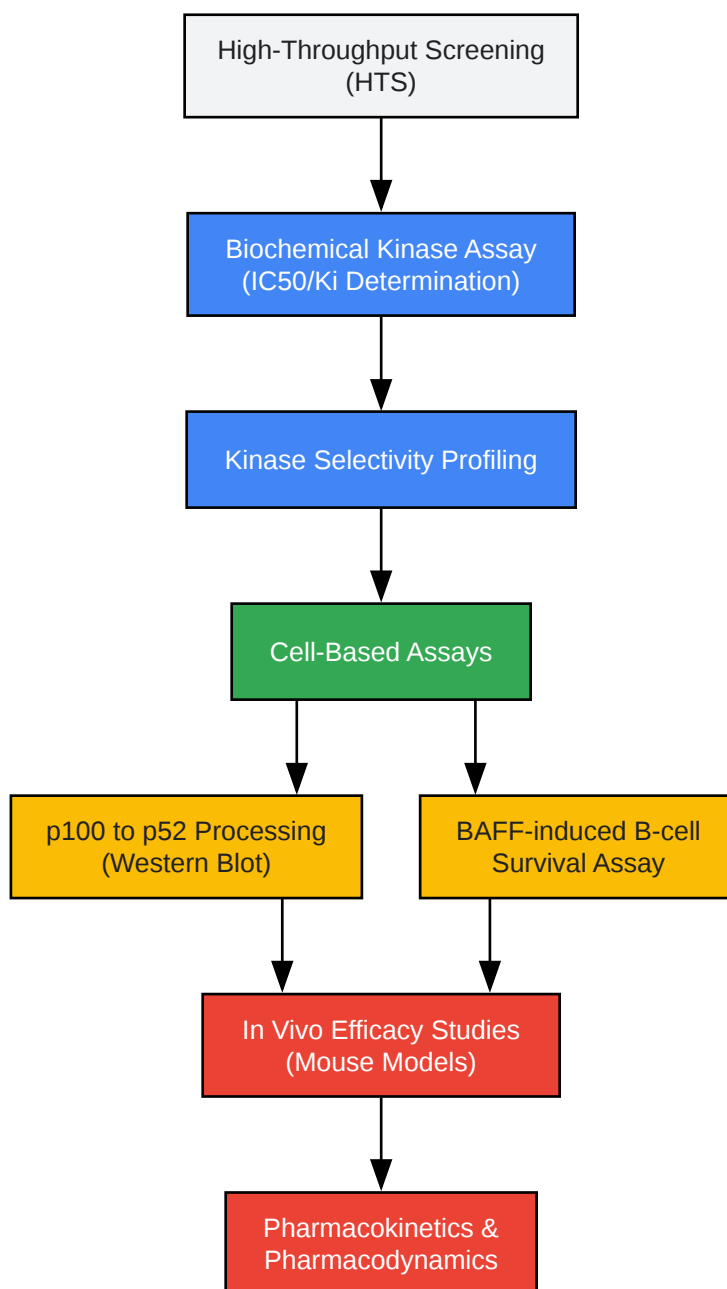 High-Throughput Screening
(HTS)
Biochemical Kinase Assay
(IC50/Ki Determination)
Kinase Selectivity Profiling
Cell-Based Assays
p100 to p52 Processing
(Western Blot)
BAFF-induced B-cell
Survival Assay
In Vivo Efficacy Studies
(Mouse Models)
Pharmacokinetics &
Pharmacodynamics